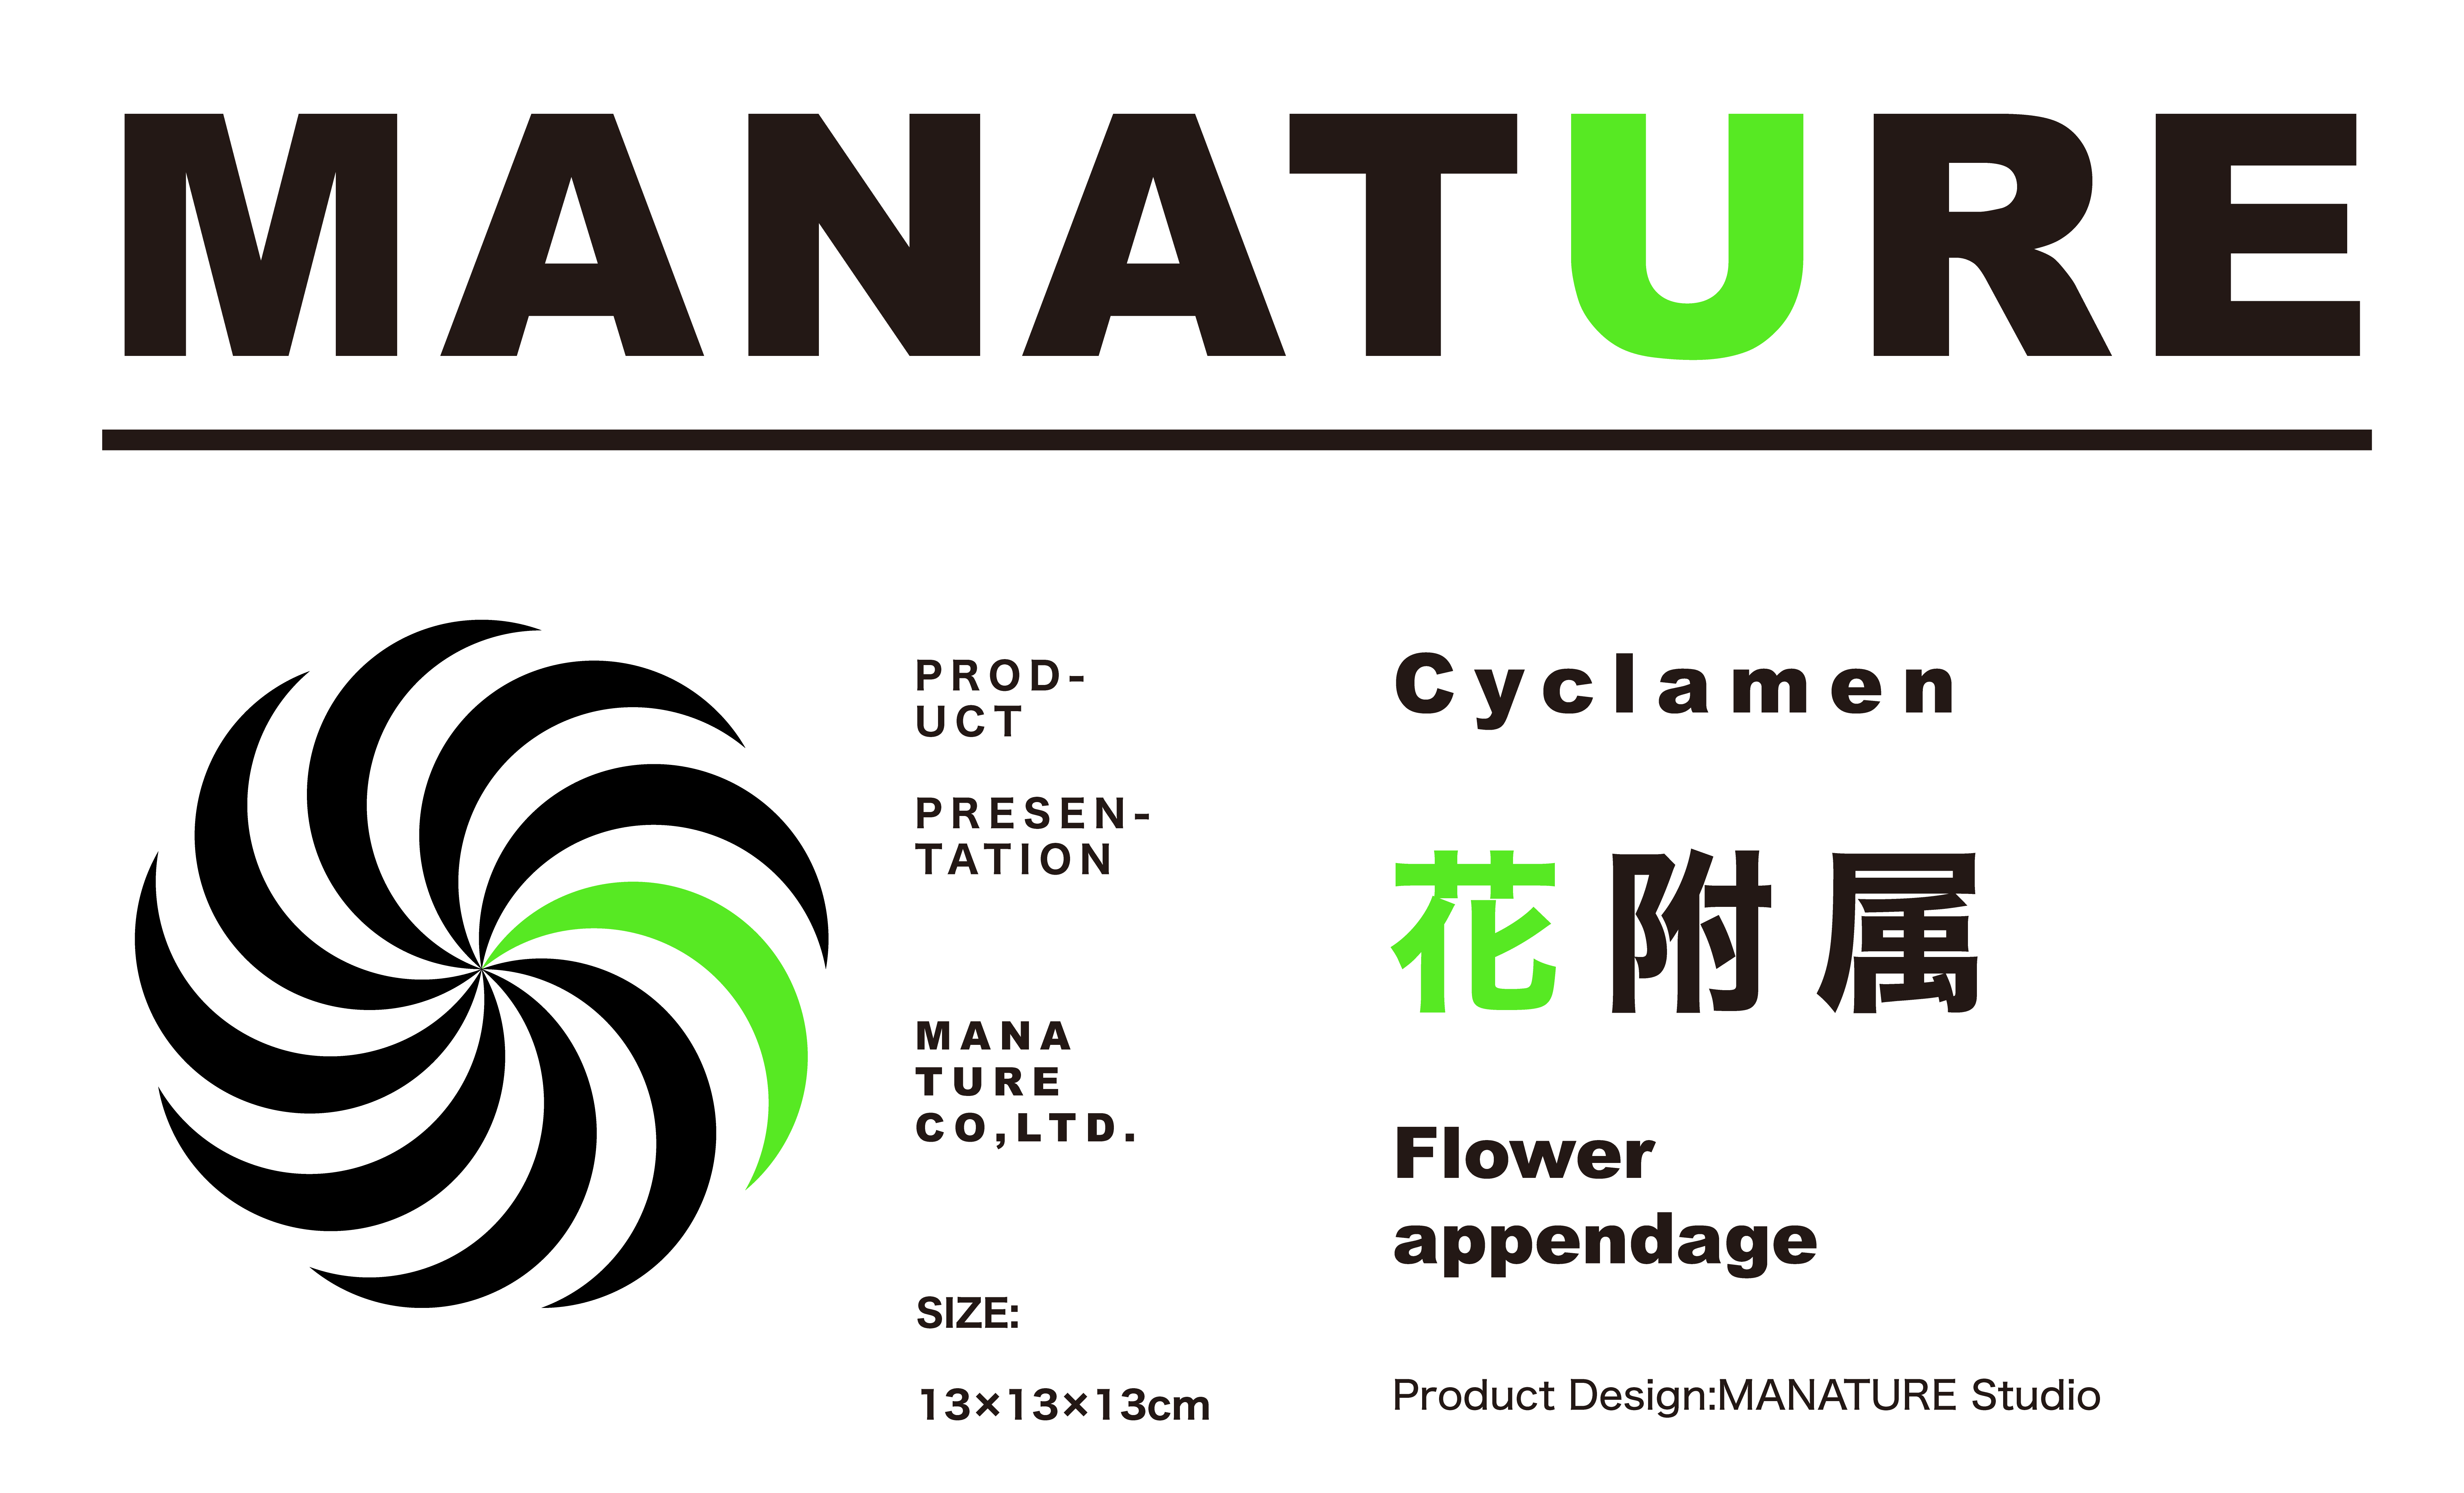 MANATURE
PROD-
UCT
PRESEN-
TATION
MANA
TURE
CO,LTD.
SIZE:
13×13×13cm
Cyclamen
花附属
Flower
appendage
Product Design:MANATURE Studio